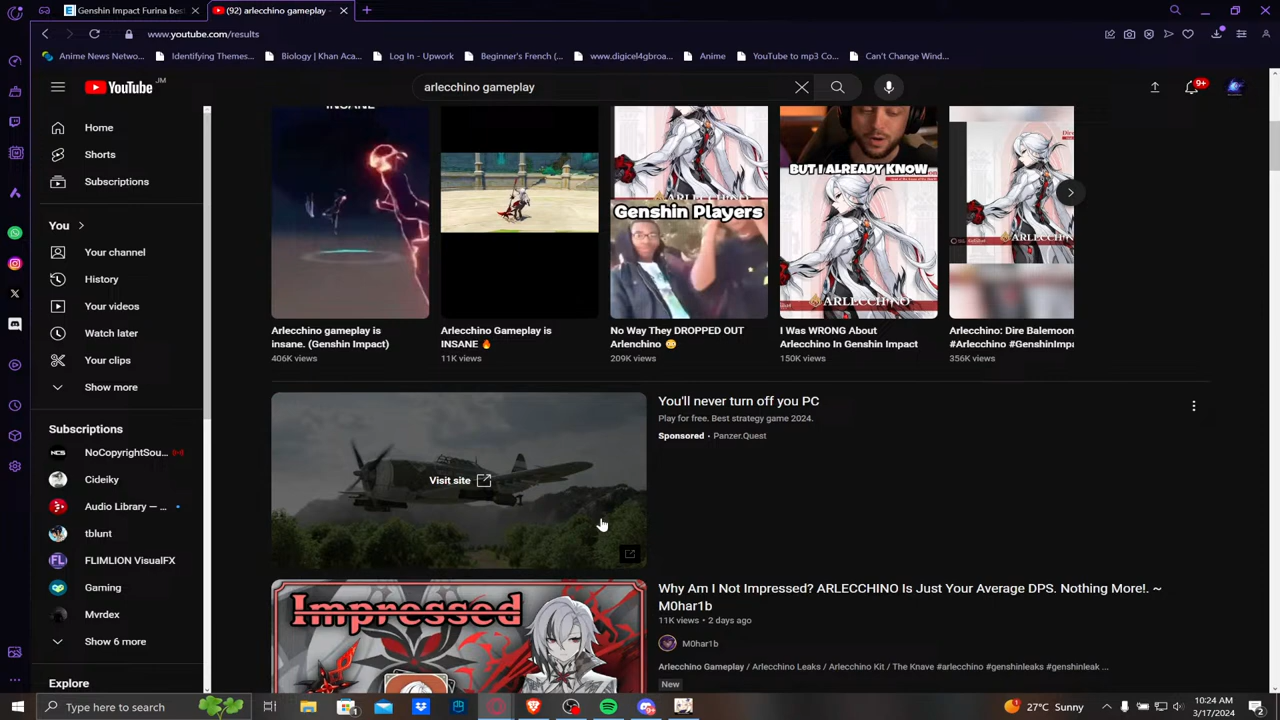 Genshin Impact Furina best
(92) arlecchino gameplay -
www.youtube.com/results
Anime News Network...
Identifying Themes...
Biology | Khan Aca...
Log In - Upwork
Beginner's French (...
www.digicel4gbroa...
Anime
YouTube to mp3 Co...
Can't Change Wind...
YouTube JM
arlecchino gameplay
9+
Home
Shorts
Subscriptions
You
Your channel
History
Your videos
Watch later
Your clips
Show more
Subscriptions
NoCopyrightSou...
Cideiky
Audio Library — ...
tblunt
FLIMLION VisualFX
Gaming
Mvrdex
Show 6 more
Explore
INSANE
Genshin Players
BUT I ALREADY KNOW
ARLECCHINO
Arlecchino gameplay is
insane. (Genshin Impact)
406K views
Arlecchino Gameplay is
INSANE 🔥
11K views
No Way They DROPPED OUT
Arlenchino 😳
209K views
I Was WRONG About
Arlecchino In Genshin Impact
150K views
Arlecchino: Dire Balemoon
#Arlecchino #GenshinImpa
356K views
Visit site
You'll never turn off you PC
Play for free. Best strategy game 2024.
Sponsored • Panzer.Quest
Impressed
Why Am I Not Impressed? ARLECCHINO Is Just Your Average DPS. Nothing More!. ~
M0har1b
11K views • 2 days ago
M0har1b
Arlecchino Gameplay / Arlecchino Leaks / Arlecchino Kit / The Knave #arlecchino #genshinleaks #genshinleak ...
New
Type here to search
27°C Sunny
10:24 AM
3/17/2024
2